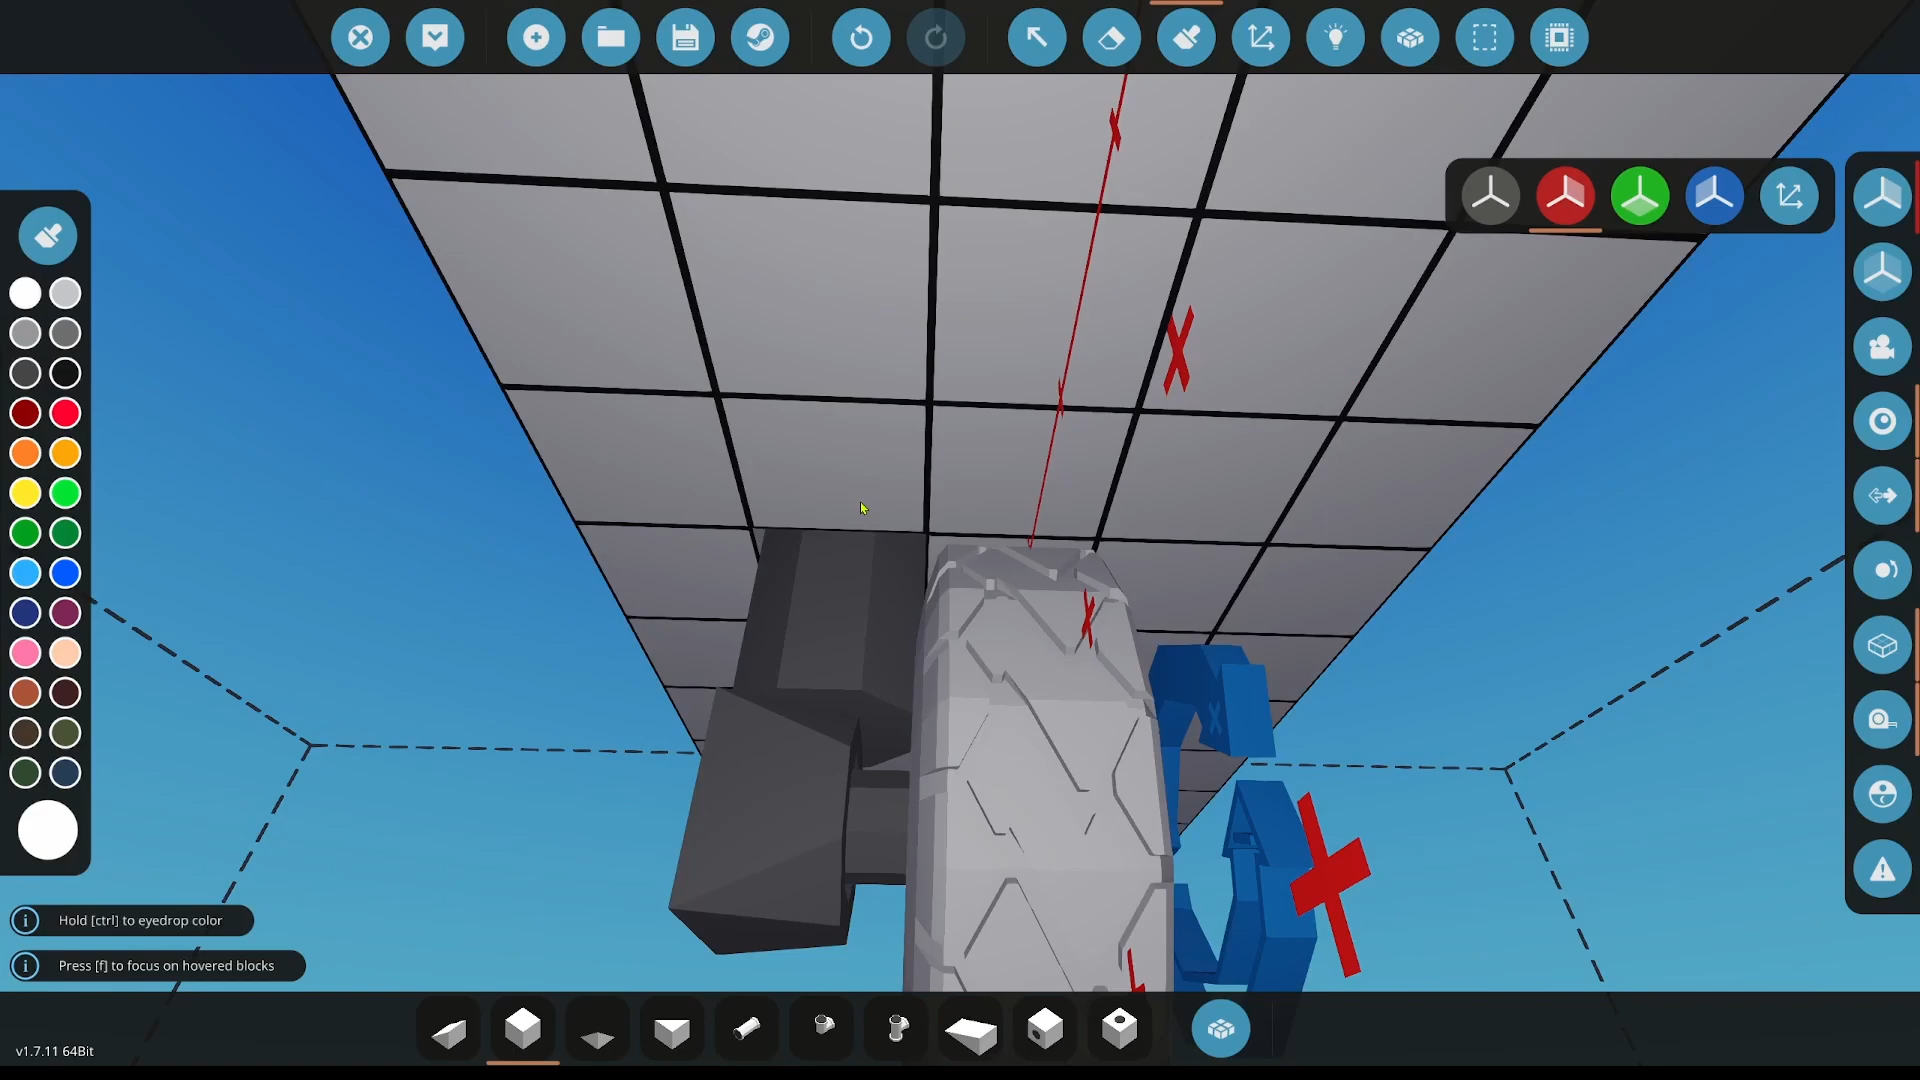 Hold [ctrl] to eyedrop color
Press [f] to focus on hovered blocks
v1.7.11 64Bit